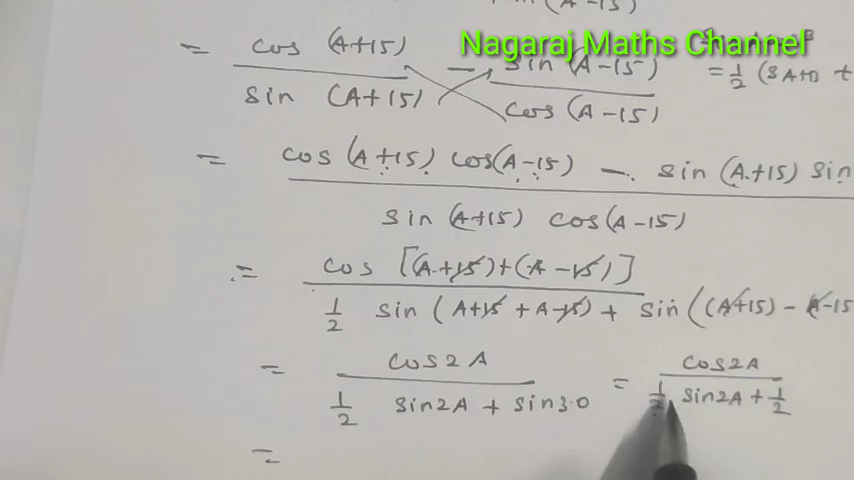 (A-15)
Nagaraj Maths Channel
= cos (A+15) / sin (A+15) - sin (A-15) / cos (A-15) = 1/2 (SA+
= cos (A+15) cos(A-15) - sin (A+15) sin / sin (A+15) cos(A-15)
= cos [(A+15)+(A-15)] / 1/2 sin (A+15+A-15) + sin ((A+15) - A-15
= cos2A / 1/2 sin2A + sin30 = cos2A / 1/2 sin2A + 1/2
=